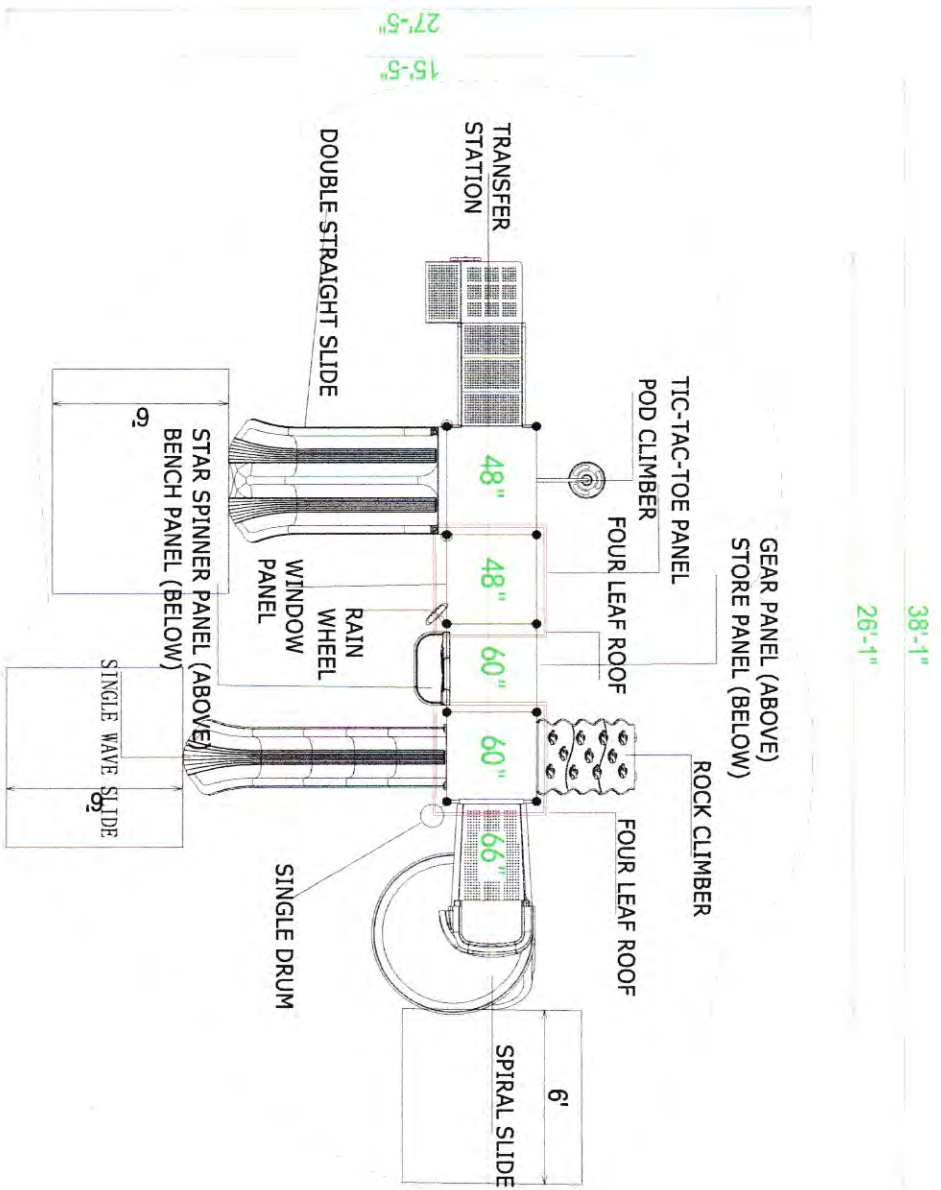 27'-5"
15'-5"
38'-1"
26'-1"
TRANSFER
STATION
DOUBLE STRAIGHT SLIDE
TIC-TAC-TOE PANEL
POD CLIMBER
GEAR PANEL (ABOVE)
STORE PANEL (BELOW)
FOUR LEAF ROOF
ROCK CLIMBER
FOUR LEAF ROOF
48"
48"
60"
60"
66"
WINDOW
PANEL
RAIN
WHEEL
STAR SPINNER PANEL (ABOVE)
BENCH PANEL (BELOW)
SINGLE WAVE SLIDE
SINGLE DRUM
SPIRAL SLIDE
6'